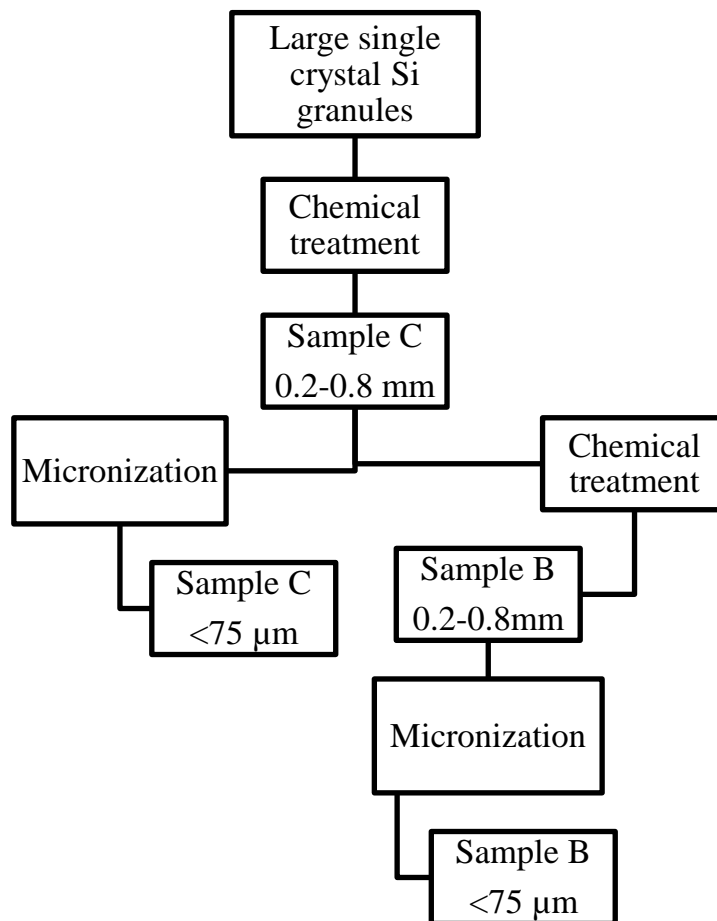 Large single
crystal Si
granules
Chemical
treatment
Sample C
0.2-0.8 mm
Micronization
Chemical
treatment
Sample C
<75 µm
Sample B
0.2-0.8mm
Micronization
Sample B
<75 µm